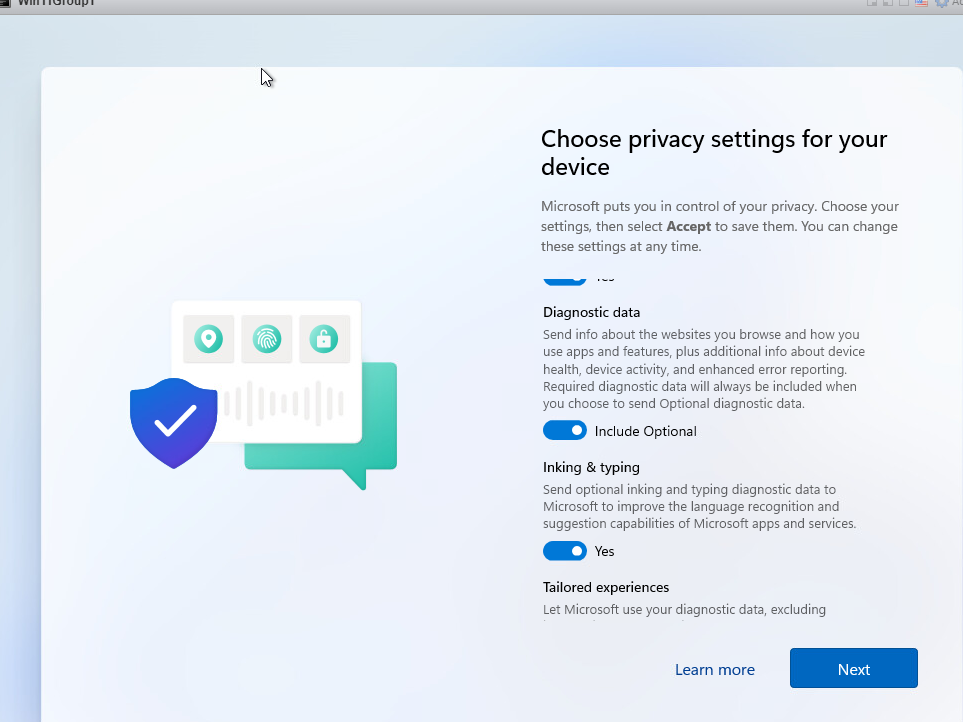 Win11Group1
Choose privacy settings for your
device
Microsoft puts you in control of your privacy. Choose your
settings, then select Accept to save them. You can change
these settings at any time.
Yes
Diagnostic data
Send info about the websites you browse and how you
use apps and features, plus additional info about device
health, device activity, and enhanced error reporting.
Required diagnostic data will always be included when
you choose to send Optional diagnostic data.
Include Optional
Inking & typing
Send optional inking and typing diagnostic data to
Microsoft to improve the language recognition and
suggestion capabilities of Microsoft apps and services.
Yes
Tailored experiences
Let Microsoft use your diagnostic data, excluding
Learn more
Next